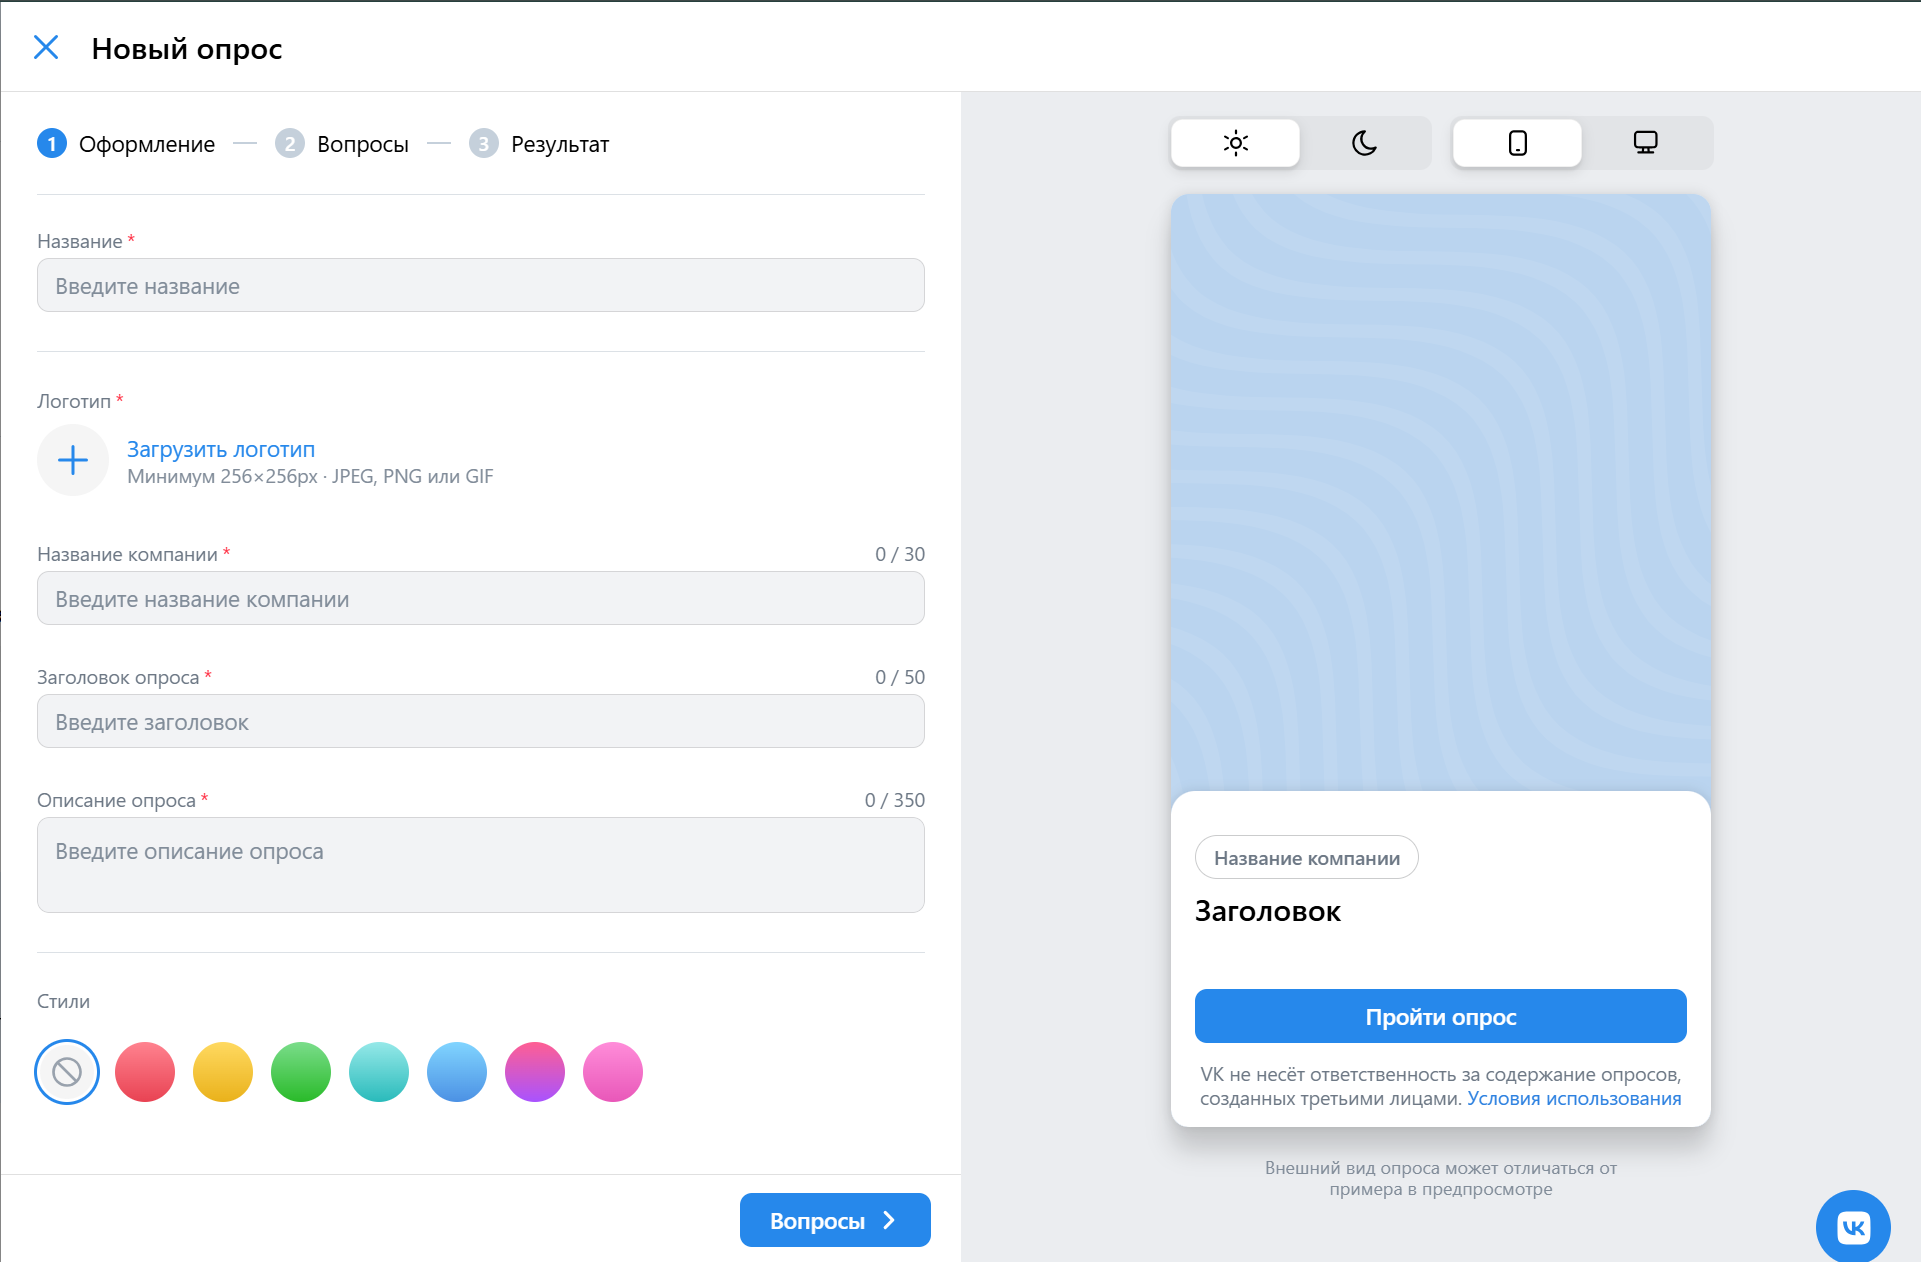 Новый опрос
1 Оформление — 2 Вопросы — 3 Результат
Название *
Введите название
Логотип *
Загрузить логотип
Минимум 256×256px · JPEG, PNG или GIF
Название компании * 0 / 30
Введите название компании
Заголовок опроса * 0 / 50
Введите заголовок
Описание опроса * 0 / 350
Введите описание опроса
Стили
Вопросы
Название компании
Заголовок
Пройти опрос
VK не несёт ответственность за содержание опросов,
созданных третьими лицами. Условия использования
Внешний вид опроса может отличаться от
примера в предпросмотре